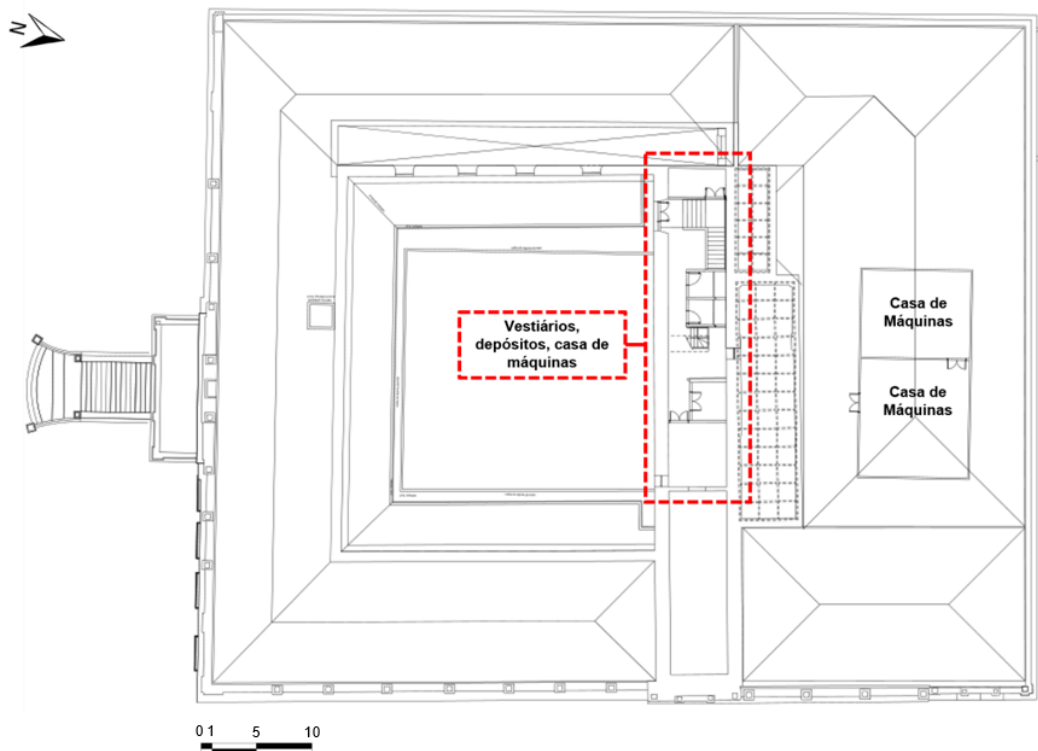 N
Casa de
Máquinas
Vestiários,
depósitos, casa de
máquinas
Casa de
Máquinas
0 1 5 10